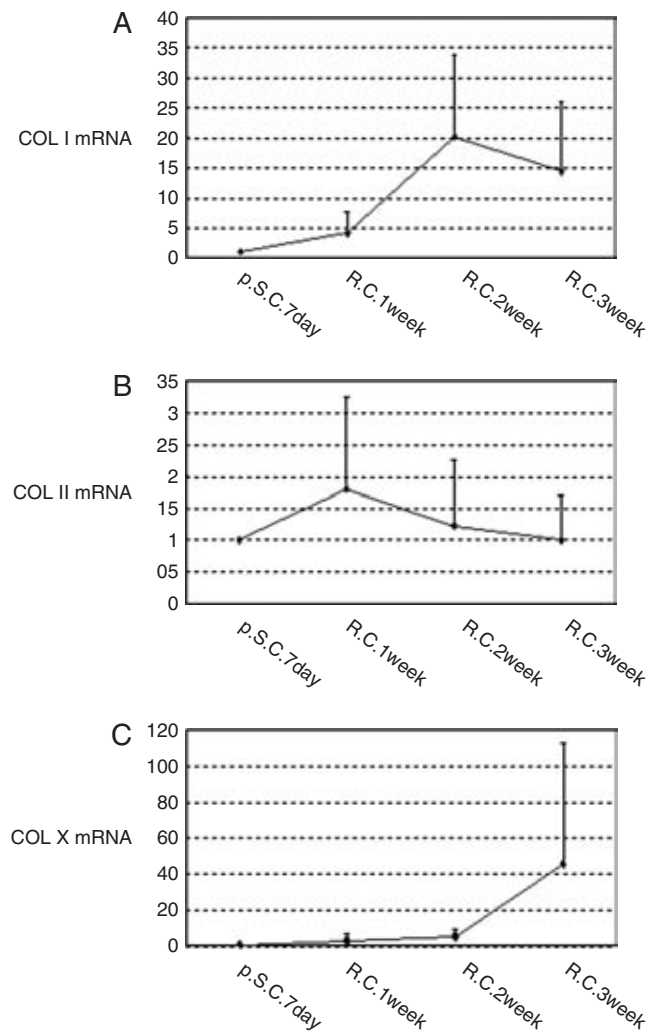 A
40
35
30
25
20
15
10
5
0
COL I mRNA
p.S.C.7day
R.C.1week
R.C.2week
R.C.3week
B
35
3
25
2
15
1
05
0
COL II mRNA
p.S.C.7day
R.C.1week
R.C.2week
R.C.3week
C
120
100
80
60
40
20
0
COL X mRNA
p.S.C.7day
R.C.1week
R.C.2week
R.C.3week